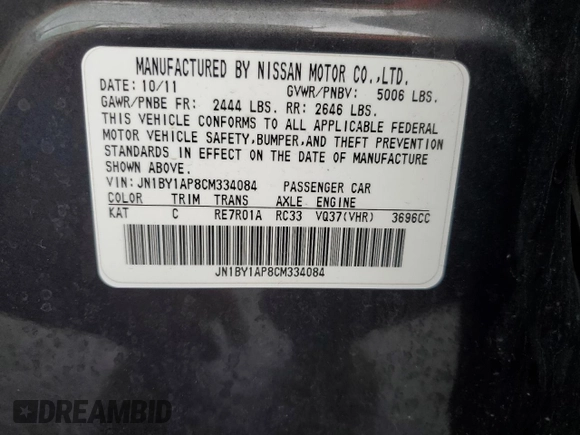 MANUFACTURED BY NISSAN MOTOR CO.,LTD.
DATE: 10/11 GVWR/PNBV: 5006 LBS.
GAWR/PNBE FR: 2444 LBS. RR: 2646 LBS.
THIS VEHICLE CONFORMS TO ALL APPLICABLE FEDERAL
MOTOR VEHICLE SAFETY,BUMPER,AND THEFT PREVENTION
STANDARDS IN EFFECT ON THE DATE OF MANUFACTURE
SHOWN ABOVE.
VIN: JN1BY1AP8CM334084 PASSENGER CAR
COLOR TRIM TRANS AXLE ENGINE
KAT C RE7R01A RC33 VQ37(VHR) 3696CC
JN1BY1AP8CM334084
DREAMBID